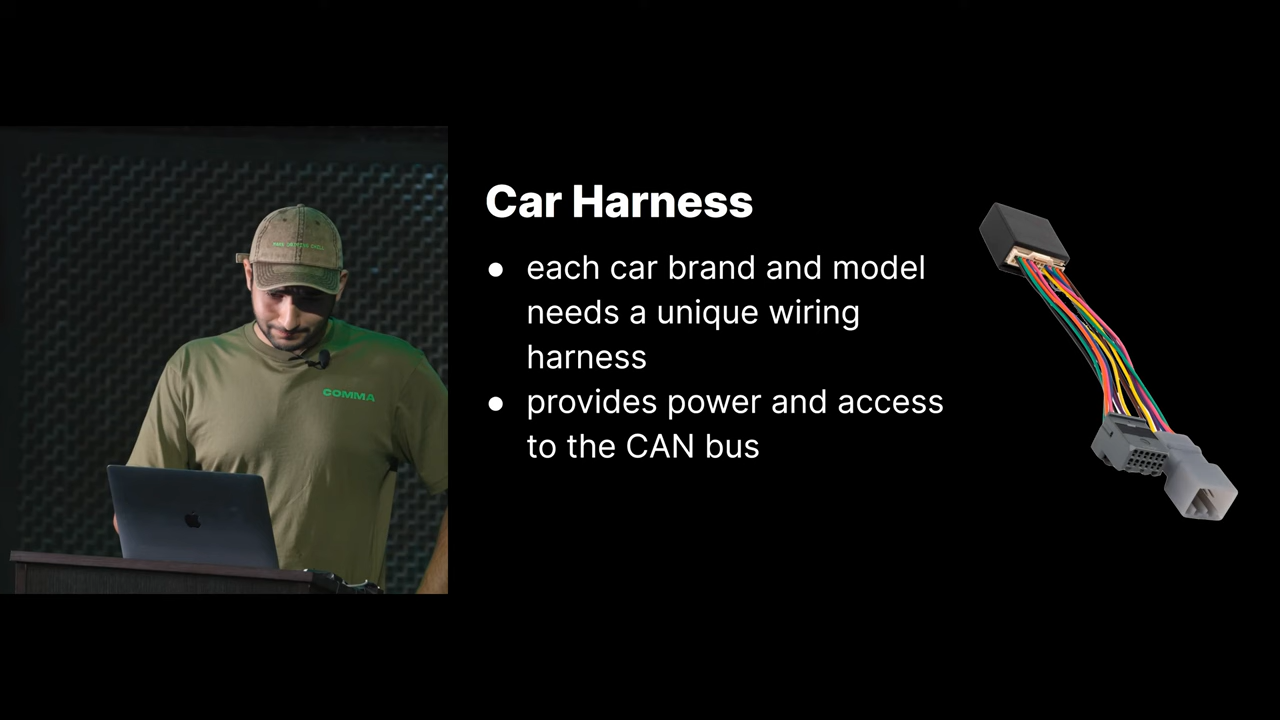 COMMA
Car Harness
● each car brand and model
needs a unique wiring
harness
● provides power and access
to the CAN bus